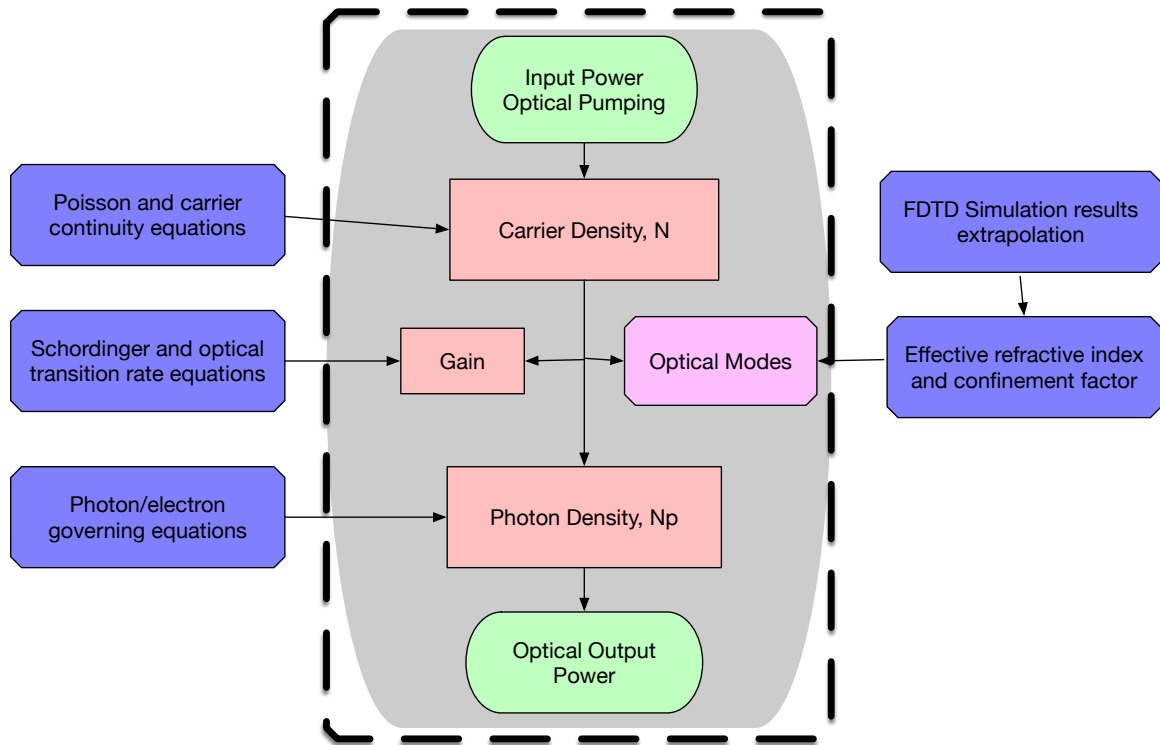 Input Power
Optical Pumping
Poisson and carrier
continuity equations
Carrier Density, N
FDTD Simulation results
extrapolation
Schordinger and optical
transition rate equations
Gain
Optical Modes
Effective refractive index
and confinement factor
Photon/electron
governing equations
Photon Density, Np
Optical Output
Power